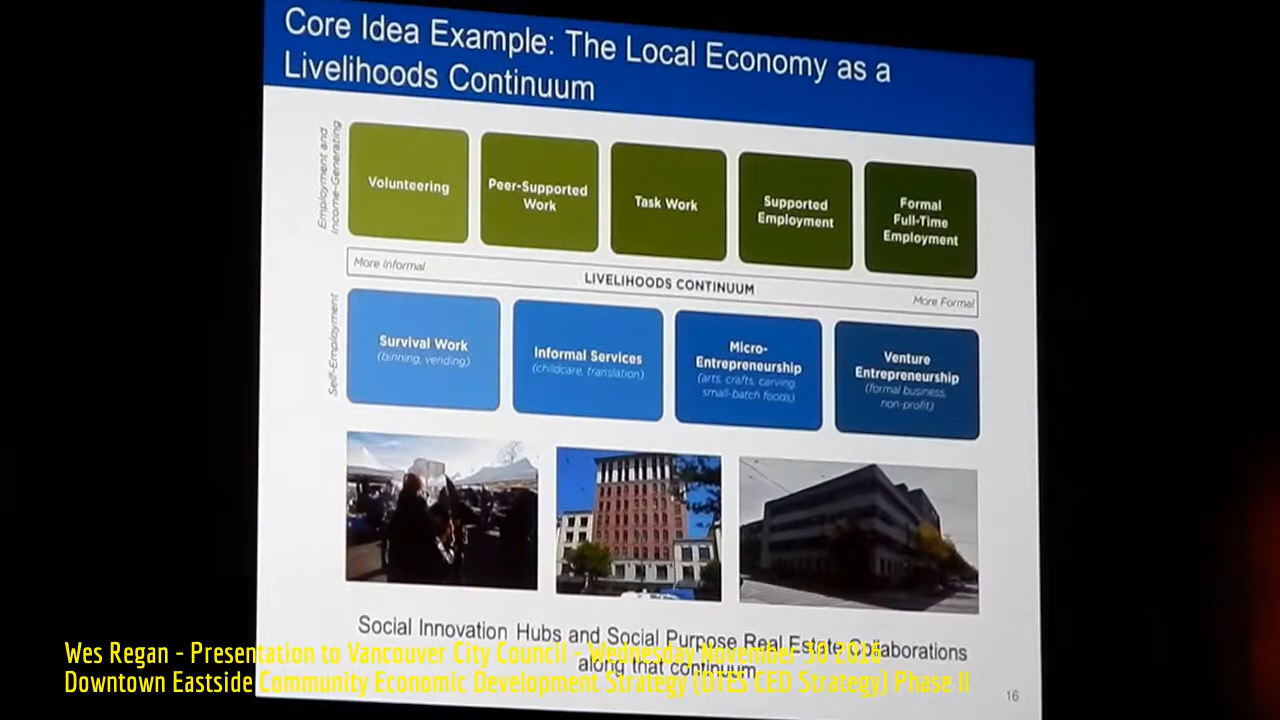 Core Idea Example: The Local Economy as a
Livelihoods Continuum
Employment and
Income-Generating
Volunteering
Peer-Supported
Work
Task Work
Supported
Employment
Formal
Full-Time
Employment
More Informal
LIVELIHOODS CONTINUUM
More Formal
Self-Employment
Survival Work
(binning, vending)
Informal Services
(childcare, translation)
Micro-
Entrepreneurship
(arts, crafts, carving,
small-batch foods)
Venture
Entrepreneurship
(formal business,
non-profit)
Social Innovation Hubs and Social Purpose Real Estate Collaborations
along that continuum
16
Wes Regan - Presentation to Vancouver City Council - Wednesday November 30 2016
Downtown Eastside Community Economic Development Strategy (DTES CED Strategy) Phase II